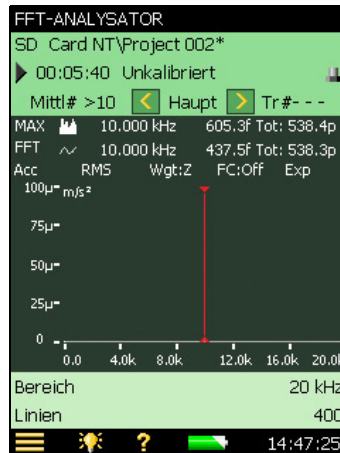 FFT-ANALYSATOR
SD Card NT\Project 002*
00:05:40 Unkalibriert
Mittl# >10 < Haupt > Tr#- - -
MAX 10.000 kHz 605.3f Tot: 538.4p
FFT 10.000 kHz 437.5f Tot: 538.3p
Acc RMS Wgt:Z FC:Off Exp
100µ m/s²
75µ
50µ
25µ
0
0.0 4.0k 8.0k 12.0k 16.0k 20.0k
Bereich 20 kHz
Linien 400
? 14:47:25